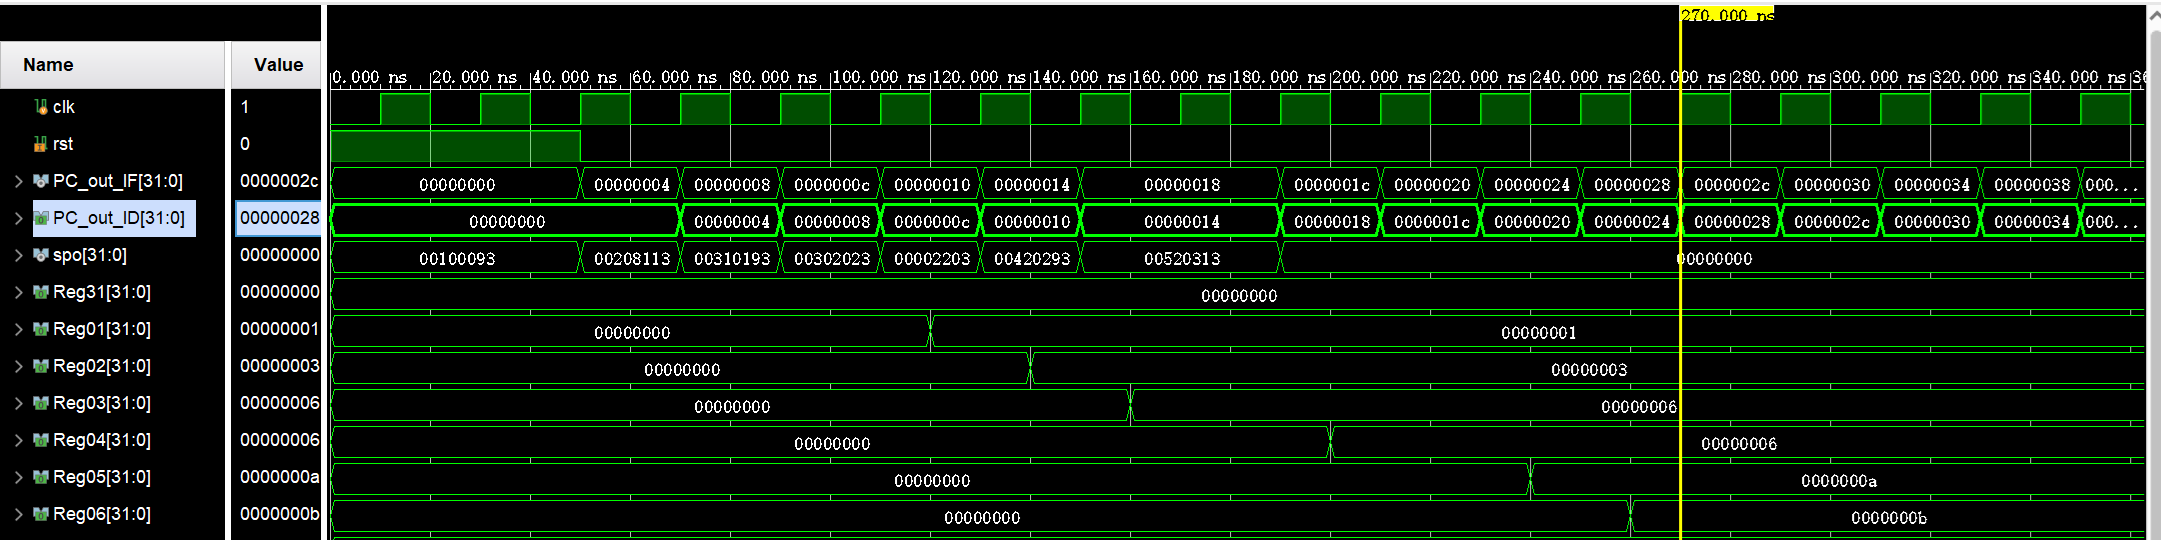 270.000 ns
Name Value
0.000 ns 20.000 ns 40.000 ns 60.000 ns 80.000 ns 100.000 ns 120.000 ns 140.000 ns 160.000 ns 180.000 ns 200.000 ns 220.000 ns 240.000 ns 260.000 ns 280.000 ns 300.000 ns 320.000 ns 340.000 ns
clk 1
rst 0
PC_out_IF[31:0] 0000002c 00000000 00000004 00000008 0000000c 00000010 00000014 00000018 0000001c 00000020 00000024 00000028 0000002c 00000030 00000034 00000038 000...
PC_out_ID[31:0] 00000028 00000000 00000004 00000008 0000000c 00000010 00000014 00000018 0000001c 00000020 00000024 00000028 0000002c 00000030 00000034 000...
spo[31:0] 00000000 00100093 00208113 00310193 00302023 00002203 00420293 00520313 00000000
Reg31[31:0] 00000000 00000000
Reg01[31:0] 00000001 00000000 00000001
Reg02[31:0] 00000003 00000000 00000003
Reg03[31:0] 00000006 00000000 00000006
Reg04[31:0] 00000006 00000000 00000006
Reg05[31:0] 0000000a 00000000 0000000a
Reg06[31:0] 0000000b 00000000 0000000b